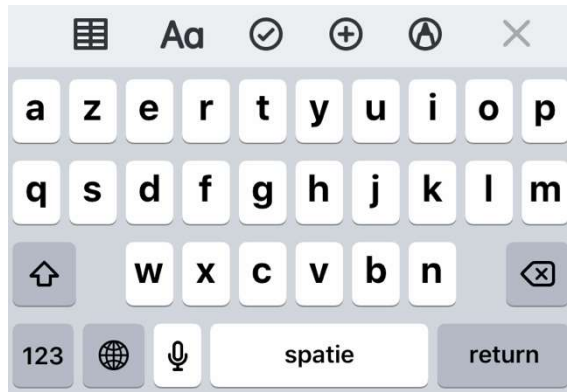 Aa
a z e r t y u i o p
q s d f g h j k l m
w x c v b n
123 spatie return